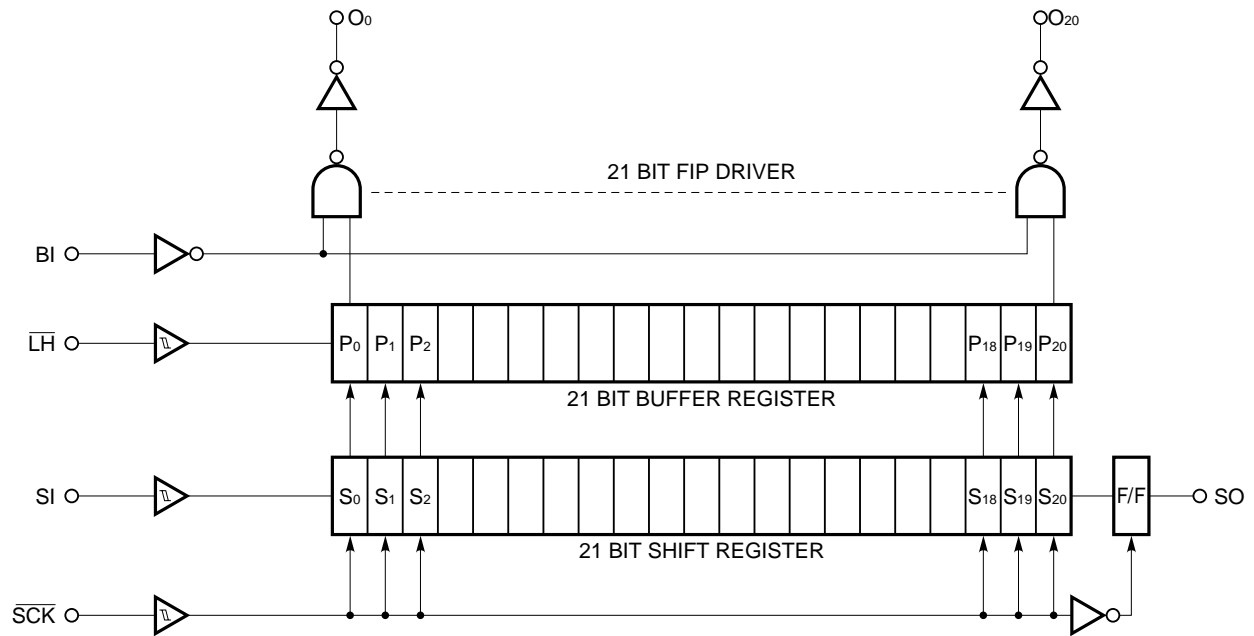 O0 O20
21 BIT FIP DRIVER
BI
LH
P0 P1 P2 P18 P19 P20
21 BIT BUFFER REGISTER
SI
S0 S1 S2 S18 S19 S20 F/F SO
21 BIT SHIFT REGISTER
SCK